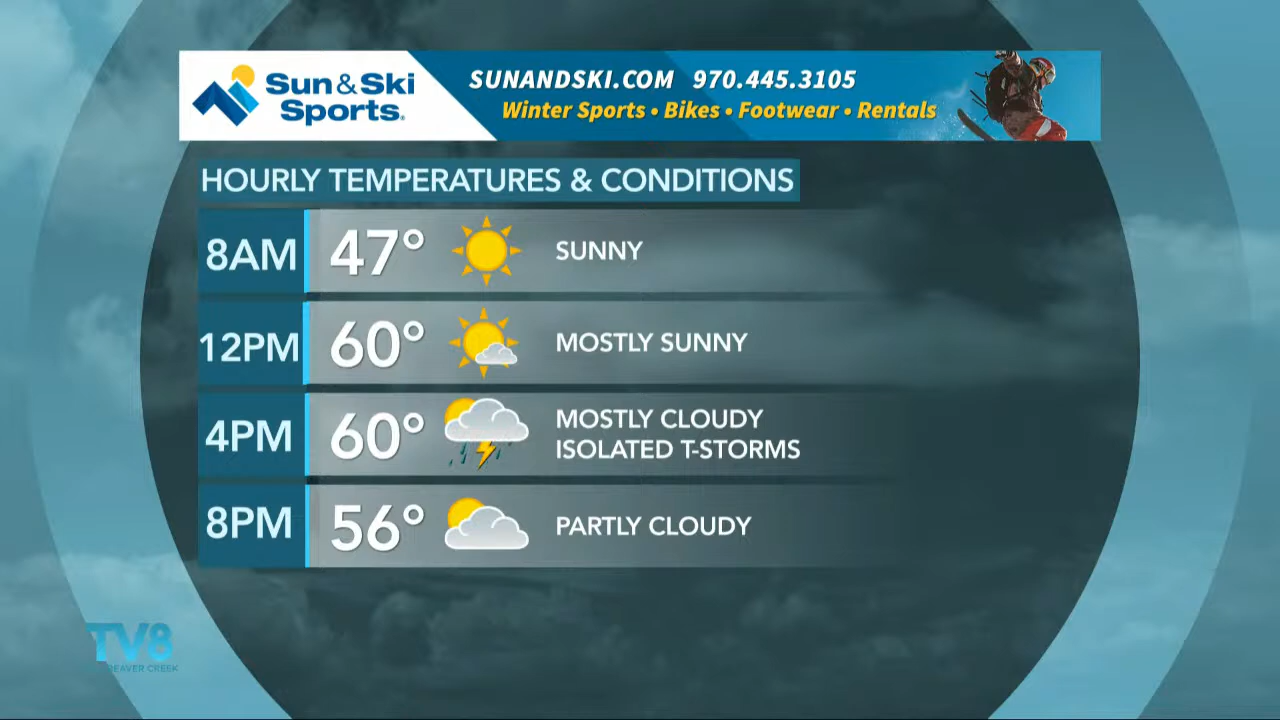 Sun & Ski
Sports
SUNANDSKI.COM 970.445.3105
Winter Sports • Bikes • Footwear • Rentals
HOURLY TEMPERATURES & CONDITIONS
8AM 47° SUNNY
12PM 60° MOSTLY SUNNY
4PM 60° MOSTLY CLOUDY
ISOLATED T-STORMS
8PM 56° PARTLY CLOUDY
TV8
BEAVER CREEK